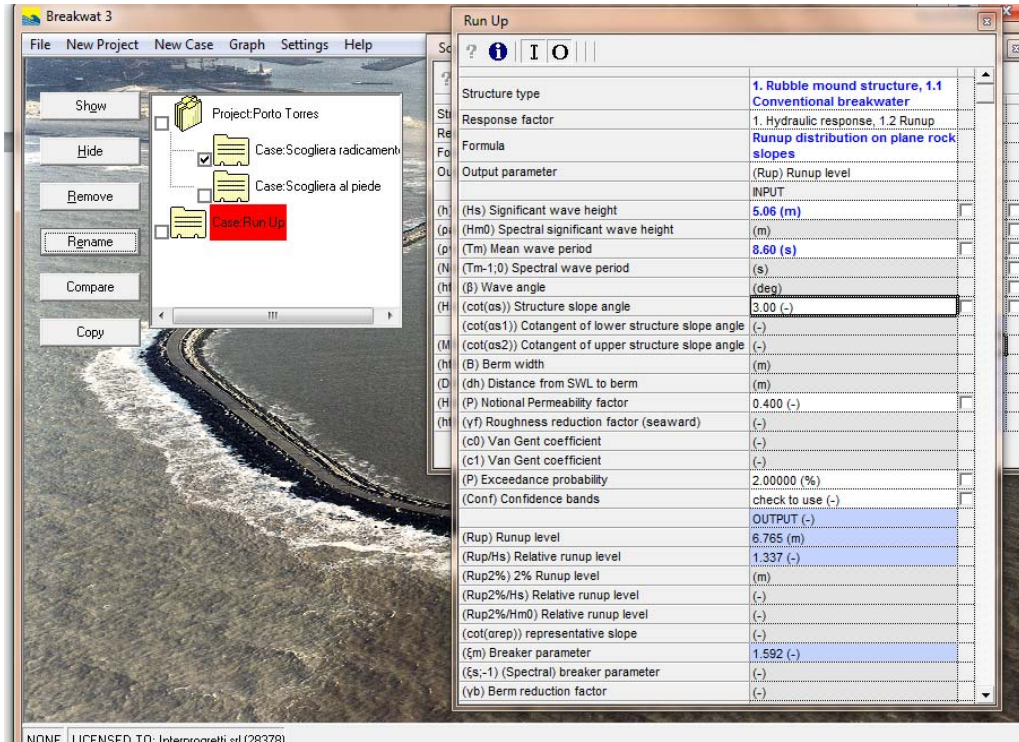 Breakwat 3
File New Project New Case Graph Settings Help
Show
Hide
Remove
Rename
Compare
Copy
Project:Porto Torres
Case:Scogliera radicament
Case:Scogliera al piede
Case:Run Up
Run Up
? i I O
Structure type 1. Rubble mound structure, 1.1
Conventional breakwater
Response factor 1. Hydraulic response, 1.2 Runup
Formula Runup distribution on plane rock
slopes
Output parameter (Rup) Runup level
INPUT
(Hs) Significant wave height 5.06 (m)
(Hm0) Spectral significant wave height (m)
(Tm) Mean wave period 8.60 (s)
(Tm-1;0) Spectral wave period (s)
(β) Wave angle (deg)
(cot(αs)) Structure slope angle 3.00 (-)
(cot(αs1)) Cotangent of lower structure slope angle (-)
(cot(αs2)) Cotangent of upper structure slope angle (-)
(B) Berm width (m)
(dh) Distance from SWL to berm (m)
(P) Notional Permeability factor 0.400 (-)
(γf) Roughness reduction factor (seaward) (-)
(c0) Van Gent coefficient (-)
(c1) Van Gent coefficient (-)
(P) Exceedance probability 2.00000 (%)
(Conf) Confidence bands check to use (-)
OUTPUT (-)
(Rup) Runup level 6.765 (m)
(Rup/Hs) Relative runup level 1.337 (-)
(Rup2%) 2% Runup level (m)
(Rup2%/Hs) Relative runup level (-)
(Rup2%/Hm0) Relative runup level (-)
(cot(αrep)) representative slope (-)
(ξm) Breaker parameter 1.592 (-)
(ξs;-1) (Spectral) breaker parameter (-)
(γb) Berm reduction factor (-)
NONE LICENSED TO: Interprogetti srl (28378)